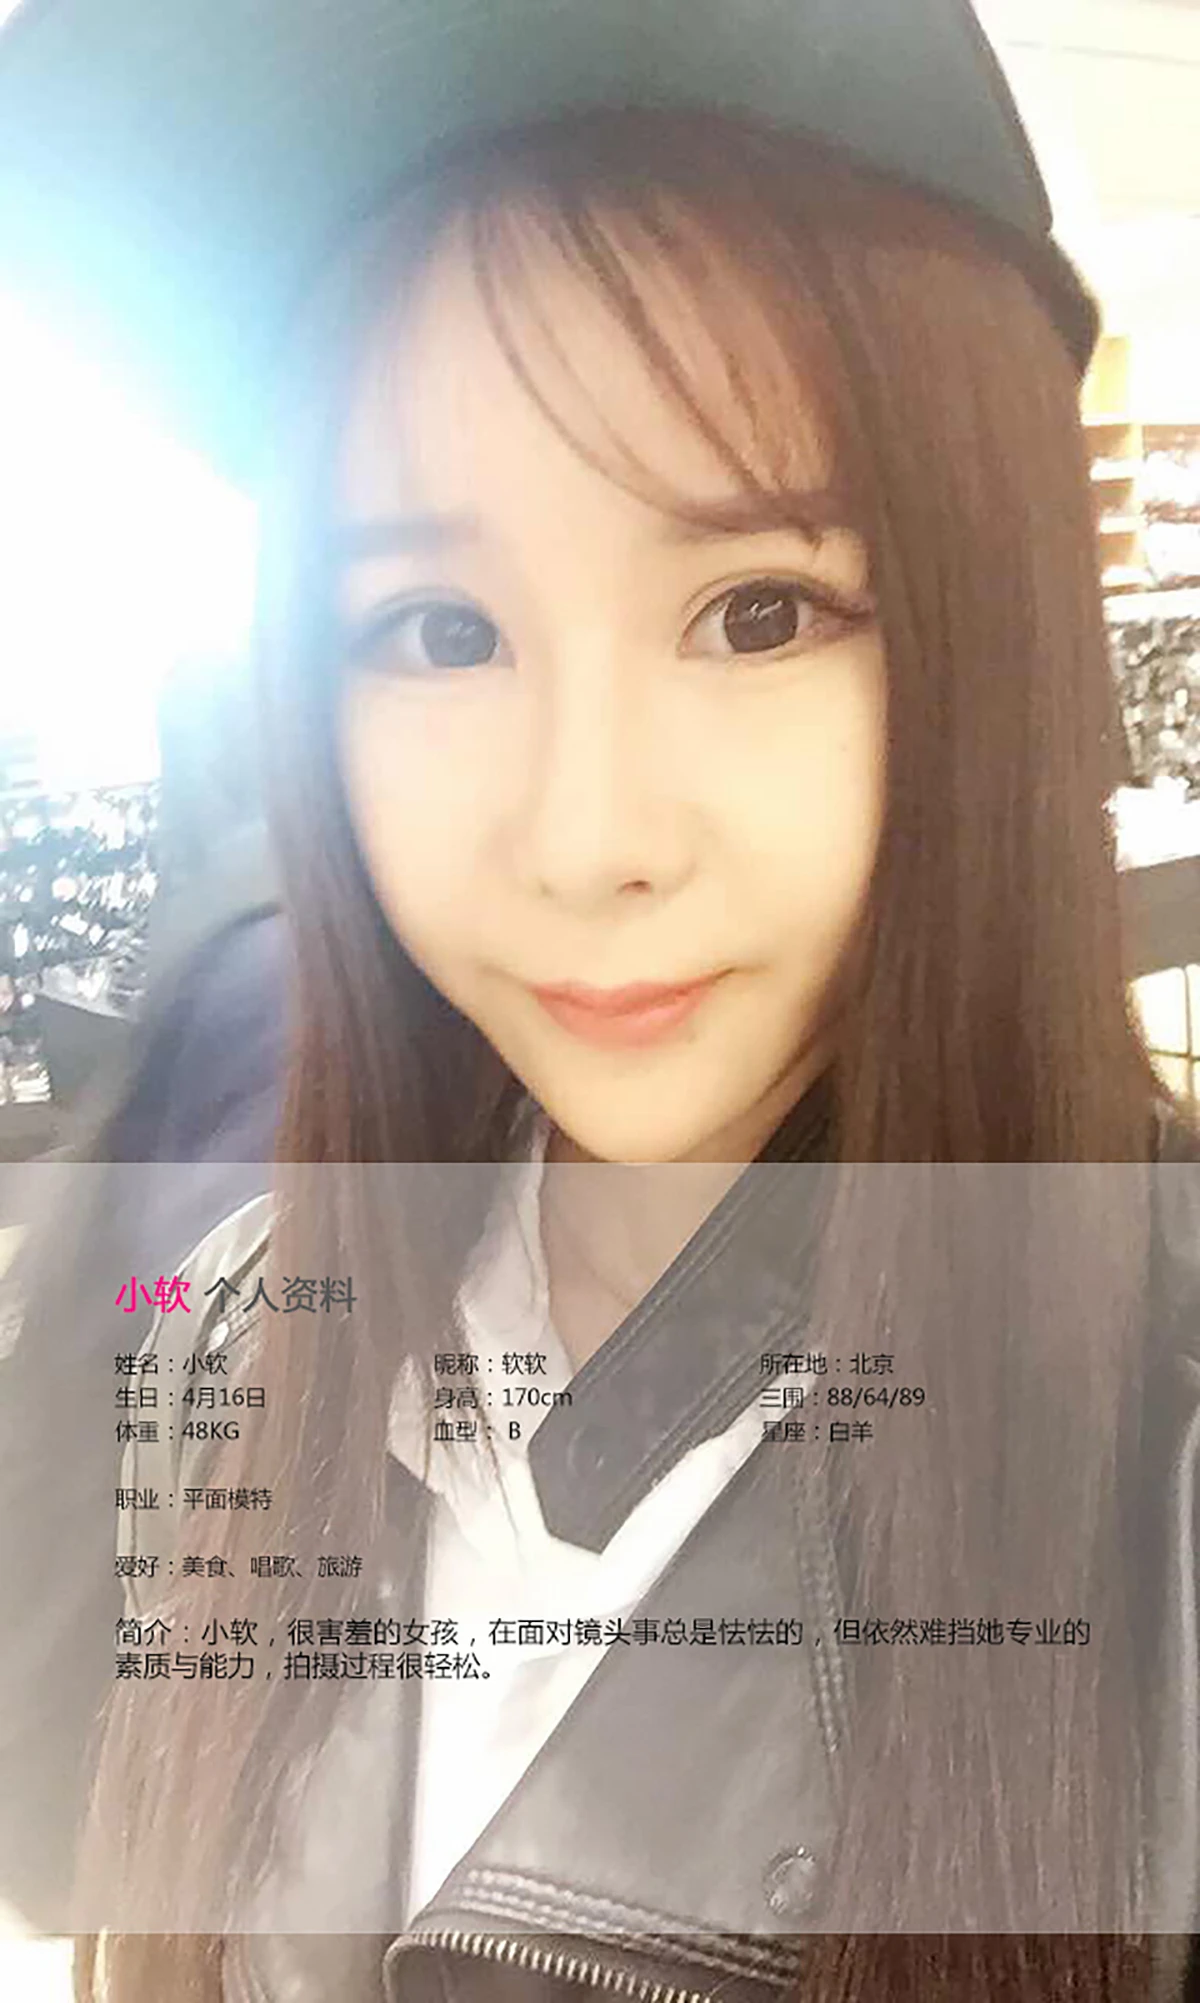 小软 个人资料
姓名：小软 昵称：软软 所在地：北京
生日：4月16日 身高：170cm 三围：88/64/89
体重：48KG 血型： B 星座：白羊
职业：平面模特
爱好：美食、唱歌、旅游
简介：小软，很害羞的女孩，在面对镜头事总是怯怯的，但依然难挡她专业的
素质与能力，拍摄过程很轻松。